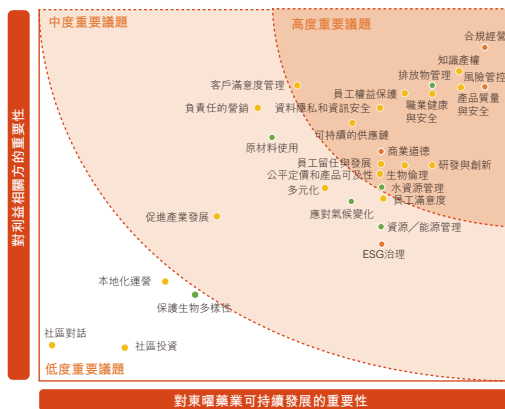 中度重要議題
高度重要議題
合規經營
知識產權
排放物管理
風險管控
客戶滿意度管理
員工權益保護
產品質量
與安全
負責任的營銷
資料隱私和資訊安全
職業健康
與安全
可持續的供應鏈
原材料使用
商業道德
員工留任與發展
研發與創新
公平定價和產品可及性
生物倫理
多元化
水資源管理
員工滿意度
應對氣候變化
促進產業發展
資源／能源管理
ESG治理
本地化運營
保護生物多樣性
社區對話
社區投資
低度重要議題
對利益相關方的重要性
對東曜藥業可持續發展的重要性